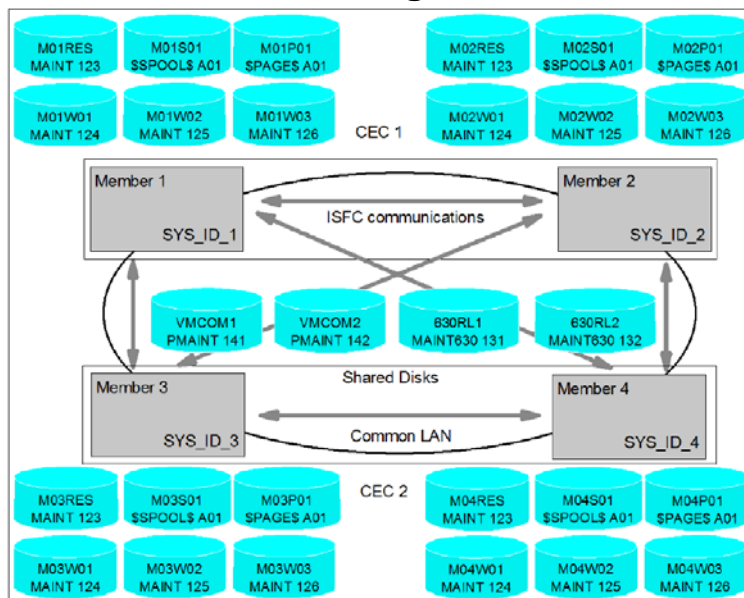 M01RES
MAINT 123
M01S01
$SPOOL$ A01
M01P01
$PAGE$ A01
M02RES
MAINT 123
M02S01
$SPOOL$ A01
M02P01
$PAGE$ A01
M01W01
MAINT 124
M01W02
MAINT 125
M01W03
MAINT 126
CEC 1
M02W01
MAINT 124
M02W02
MAINT 125
M02W03
MAINT 126
Member 1
SYS_ID_1
ISFC communications
Member 2
SYS_ID_2
VMCOM1
PMAINT 141
VMCOM2
PMAINT 142
630RL1
MAINT630 131
630RL2
MAINT630 132
Shared Disks
Member 3
SYS_ID_3
Common LAN
Member 4
SYS_ID_4
M03RES
MAINT 123
M03S01
$SPOOL$ A01
M03P01
$PAGE$ A01
CEC 2
M04RES
MAINT 123
M04S01
$SPOOL$ A01
M04P01
$PAGE$ A01
M03W01
MAINT 124
M03W02
MAINT 125
M03W03
MAINT 126
M04W01
MAINT 124
M04W02
MAINT 125
M04W03
MAINT 126